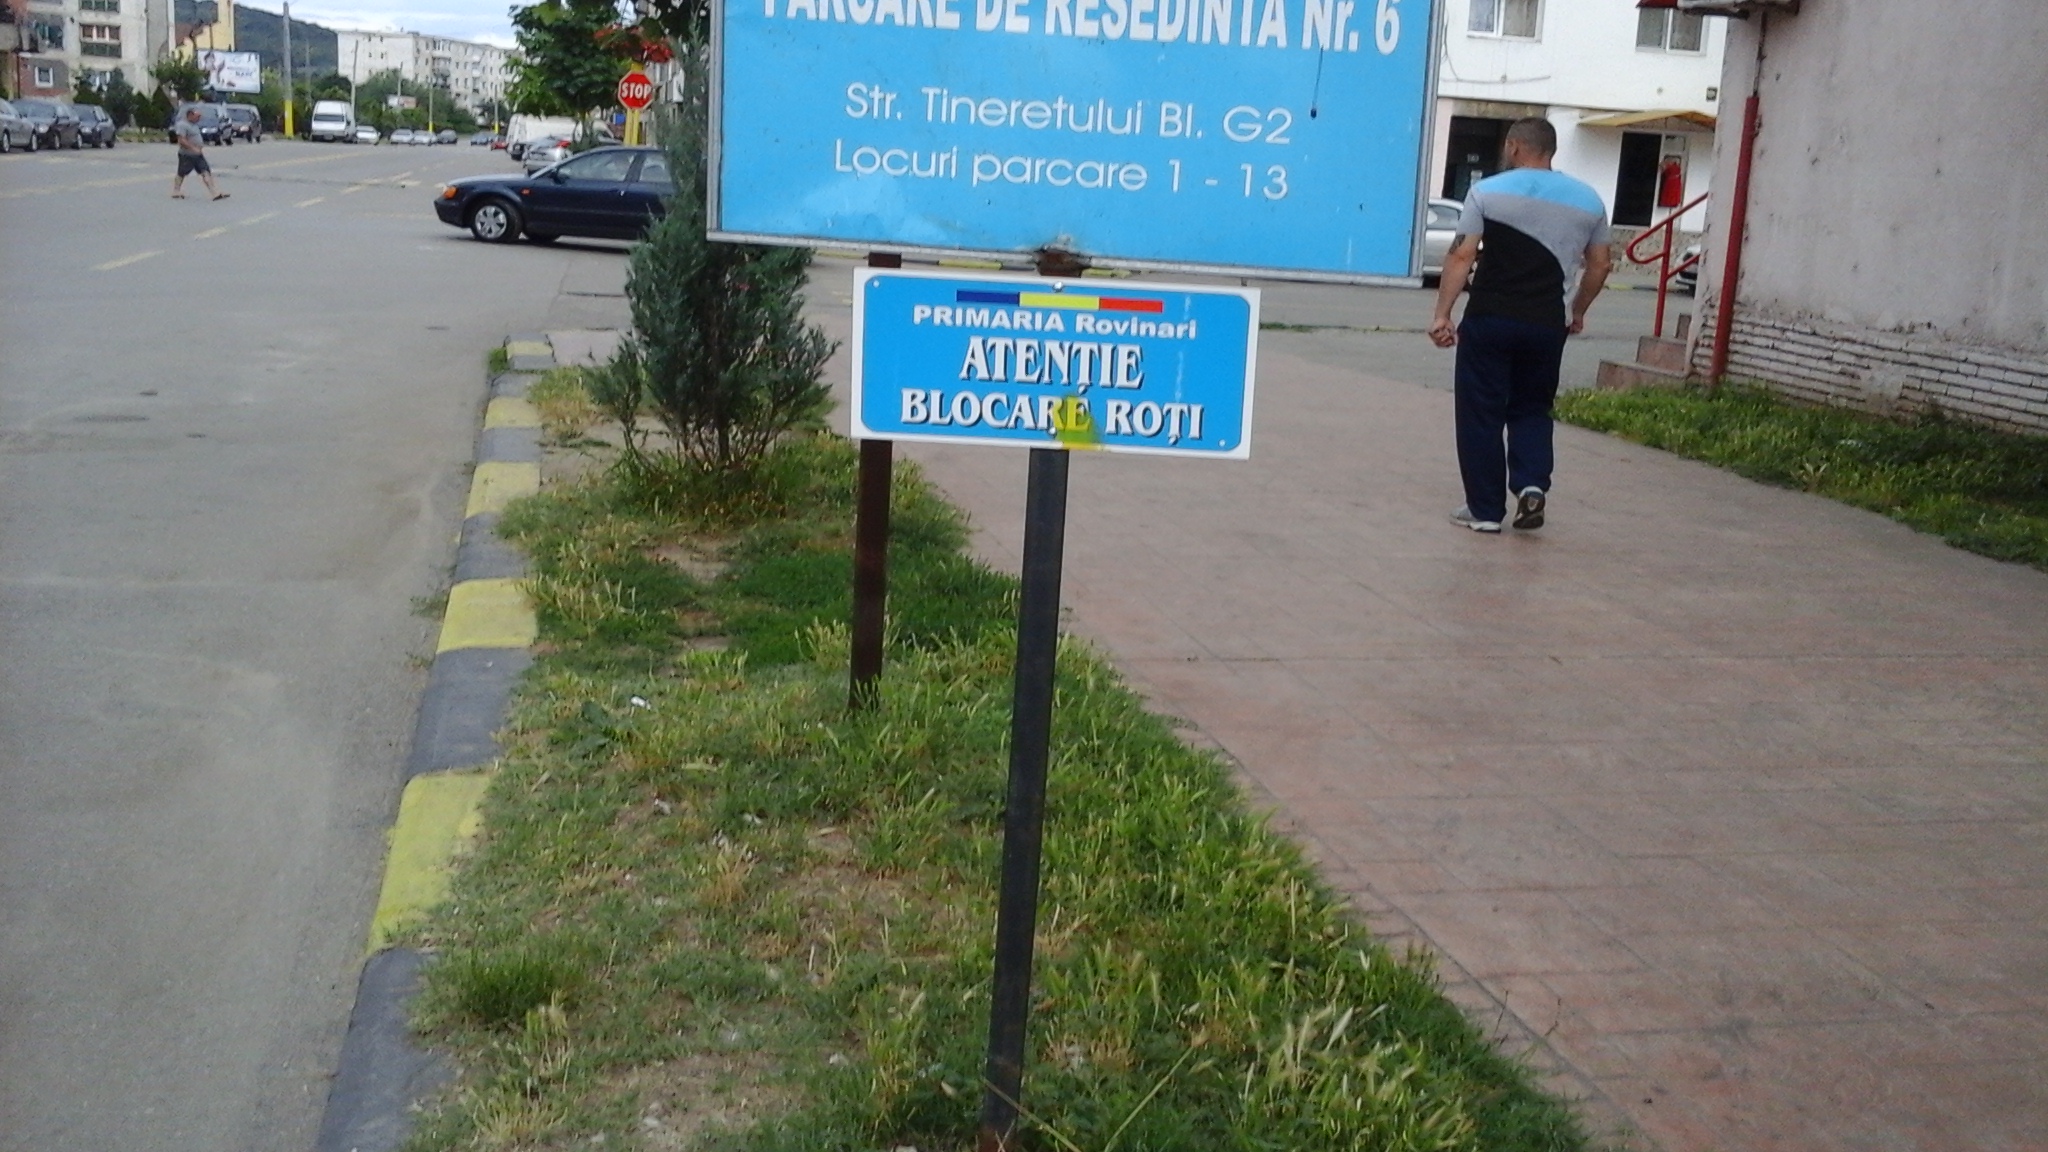 PARCARE DE RESEDINTA Nr. 6
Str. Tineretului Bl. G2
Locuri parcare 1 - 13
PRIMARIA Rovinari
ATENȚIE
BLOCARE ROȚI
STOP